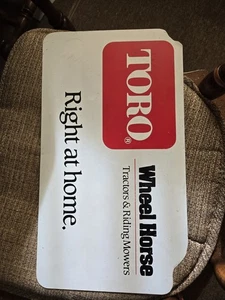 TORO®
Wheel Horse
Tractors & Riding Mowers
Right at home.